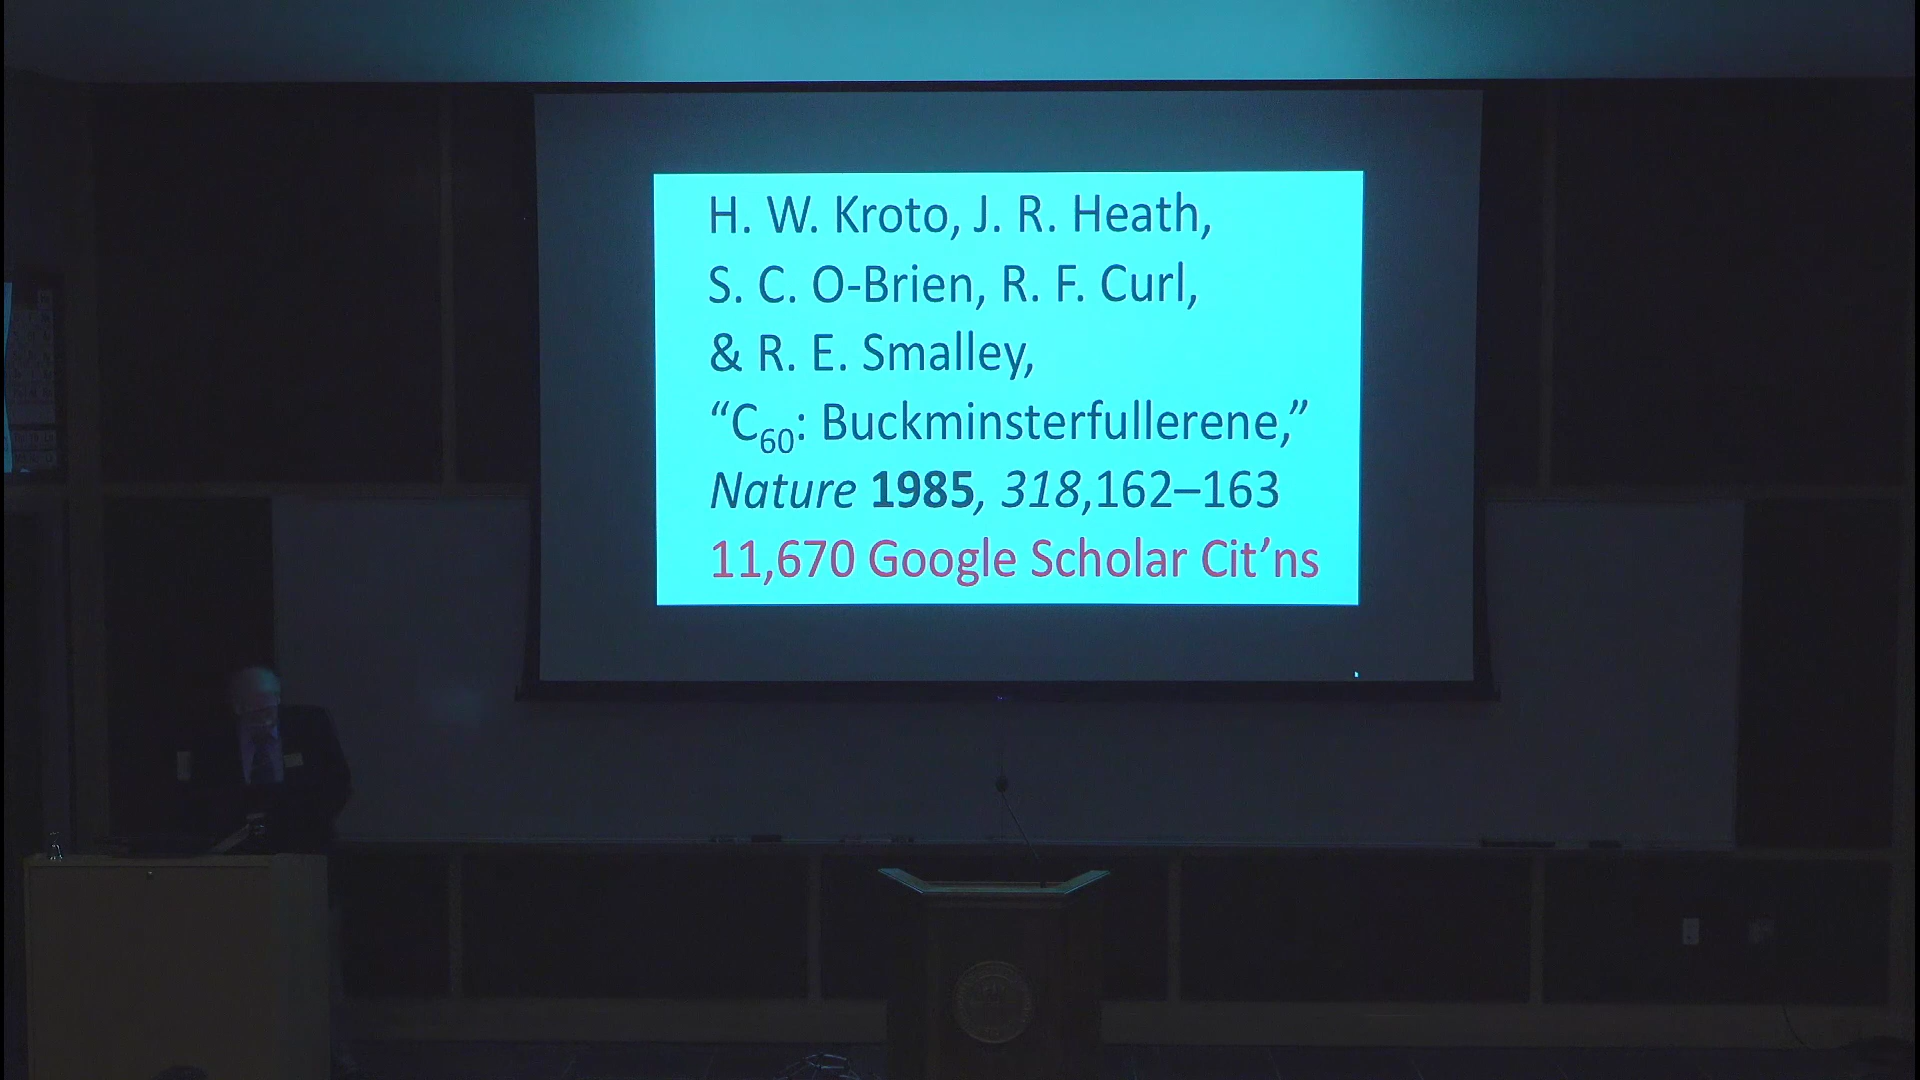 H. W. Kroto, J. R. Heath,
S. C. O-Brien, R. F. Curl,
& R. E. Smalley,
“C₆₀: Buckminsterfullerene,”
Nature 1985, 318,162–163
11,670 Google Scholar Cit’ns